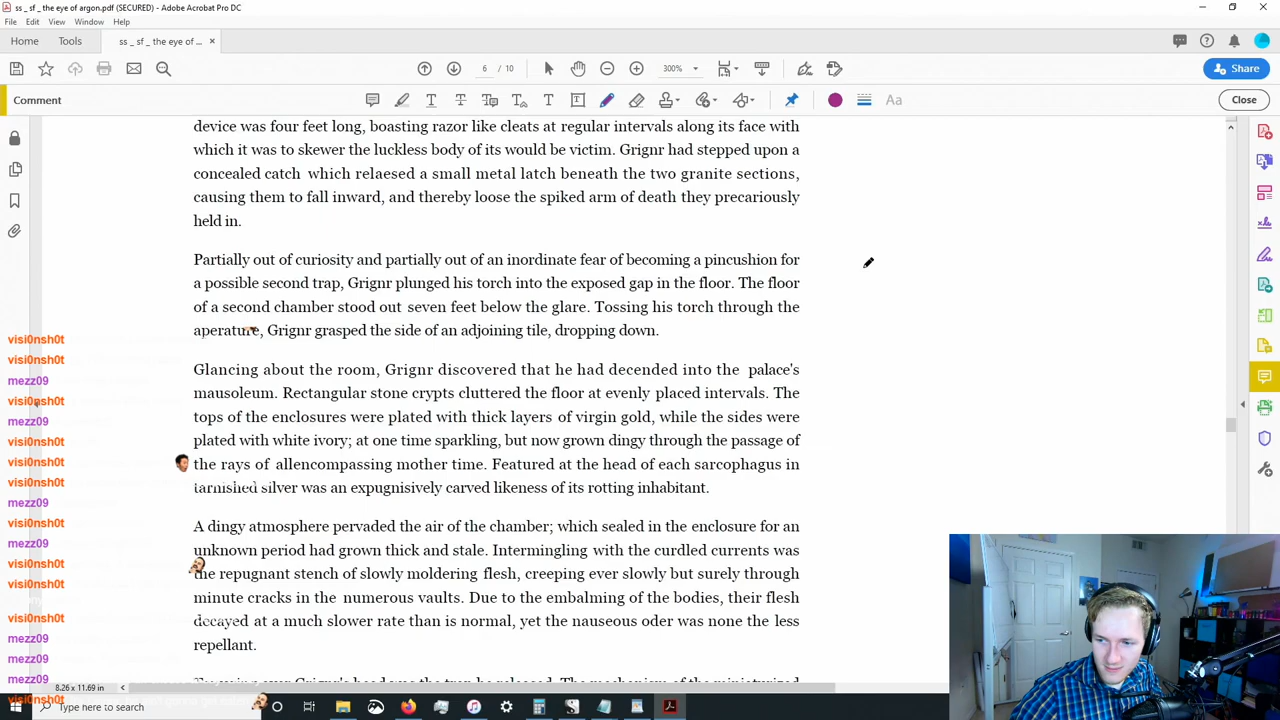 ss _ sf _ the eye of argon.pdf (SECURED) - Adobe Acrobat Pro DC
File Edit View Window Help
Home Tools ss _ sf _ the eye of ... ×
6 / 10 300% Share
Comment Aa Close
device was four feet long, boasting razor like cleats at regular intervals along its face with
which it was to skewer the luckless body of its would be victim. Grignr had stepped upon a
concealed catch which relaesed a small metal latch beneath the two granite sections,
causing them to fall inward, and thereby loose the spiked arm of death they precariously
held in.
Partially out of curiosity and partially out of an inordinate fear of becoming a pincushion for
a possible second trap, Grignr plunged his torch into the exposed gap in the floor. The floor
of a second chamber stood out seven feet below the glare. Tossing his torch through the
aperature, Grignr grasped the side of an adjoining tile, dropping down.
Glancing about the room, Grignr discovered that he had decended into the palace's
mausoleum. Rectangular stone crypts cluttered the floor at evenly placed intervals. The
tops of the enclosures were plated with thick layers of virgin gold, while the sides were
plated with white ivory; at one time sparkling, but now grown dingy through the passage of
the rays of allencompassing mother time. Featured at the head of each sarcophagus in
tarnished silver was an expugnisively carved likeness of its rotting inhabitant.
A dingy atmosphere pervaded the air of the chamber; which sealed in the enclosure for an
unknown period had grown thick and stale. Intermingling with the curdled currents was
the repugnant stench of slowly moldering flesh, creeping ever slowly but surely through
minute cracks in the numerous vaults. Due to the embalming of the bodies, their flesh
decayed at a much slower rate than is normal, yet the nauseous oder was none the less
repellant.
visi0nsh0t
visi0nsh0t
mezz09
visi0nsh0t
mezz09
visi0nsh0t
visi0nsh0t
visi0nsh0t
mezz09
visi0nsh0t
mezz09
visi0nsh0t
visi0nsh0t
visi0nsh0t
mezz09
mezz09
mezz09
visi0nsh0t
8.26 x 11.69 in
Type here to search